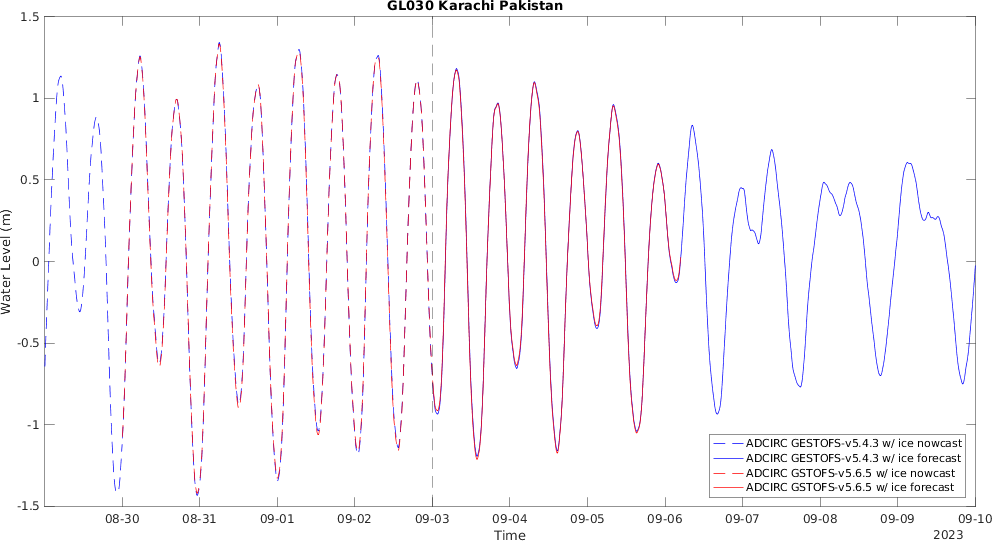 GL030 Karachi Pakistan
1.5
1
0.5
0
-0.5
-1
-1.5
Water Level (m)
08-30 08-31 09-01 09-02 09-03 09-04 09-05 09-06 09-07 09-08 09-09 09-10
Time
2023
ADCIRC GESTOFS-v5.4.3 w/ ice nowcast
ADCIRC GESTOFS-v5.4.3 w/ ice forecast
ADCIRC GSTOFS-v5.6.5 w/ ice nowcast
ADCIRC GSTOFS-v5.6.5 w/ ice forecast